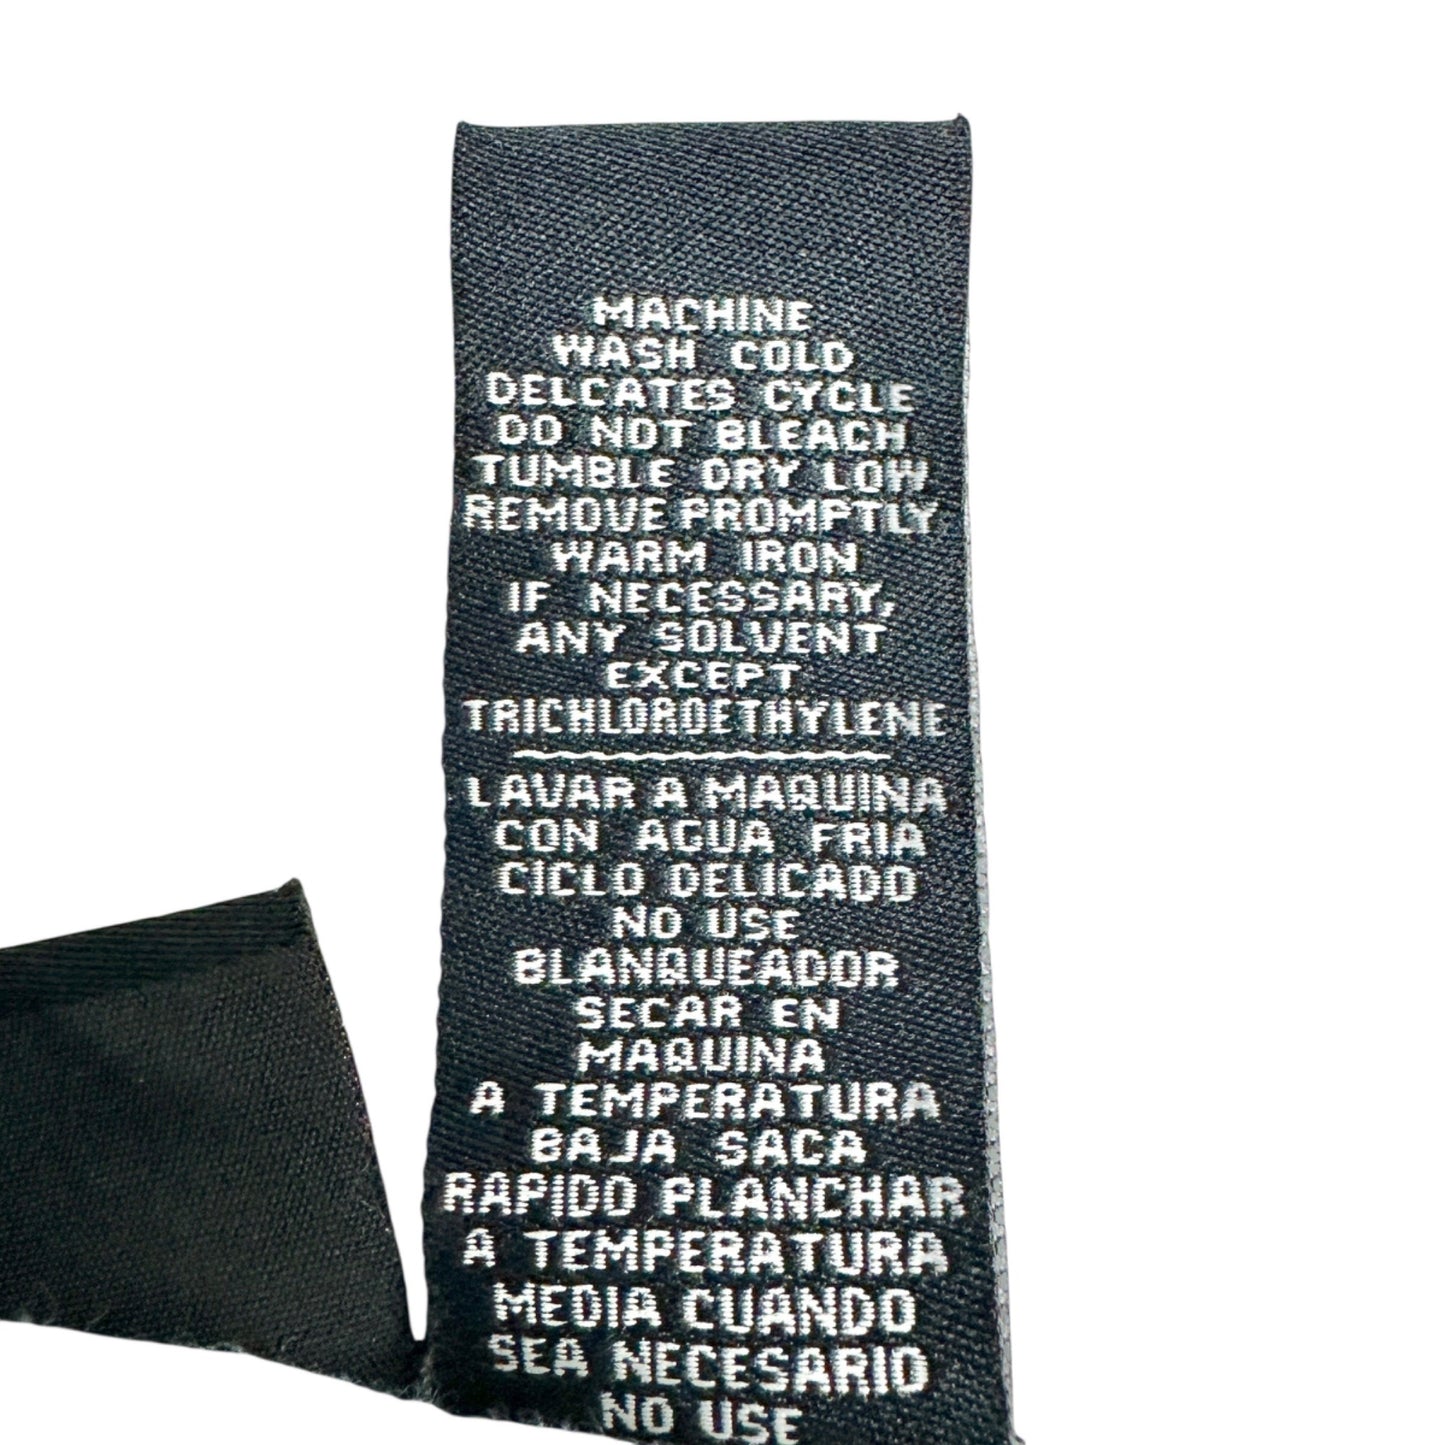 MACHINE
WASH COLD
DELCATES CYCLE
DO NOT BLEACH
TUMBLE DRY LOW
REMOVE PROMPTLY
WARM IRON
IF NECESSARY,
ANY SOLVENT
EXCEPT
TRICHLOROETHYLENE
LAVAR A MAQUINA
CON AGUA FRIA
CICLO DELICADO
NO USE
BLANQUEADOR
SECAR EN
MAQUINA
A TEMPERATURA
BAJA SACA
RAPIDO PLANCHAR
A TEMPERATURA
MEDIA CUANDO
SEA NECESARIO
NO USE